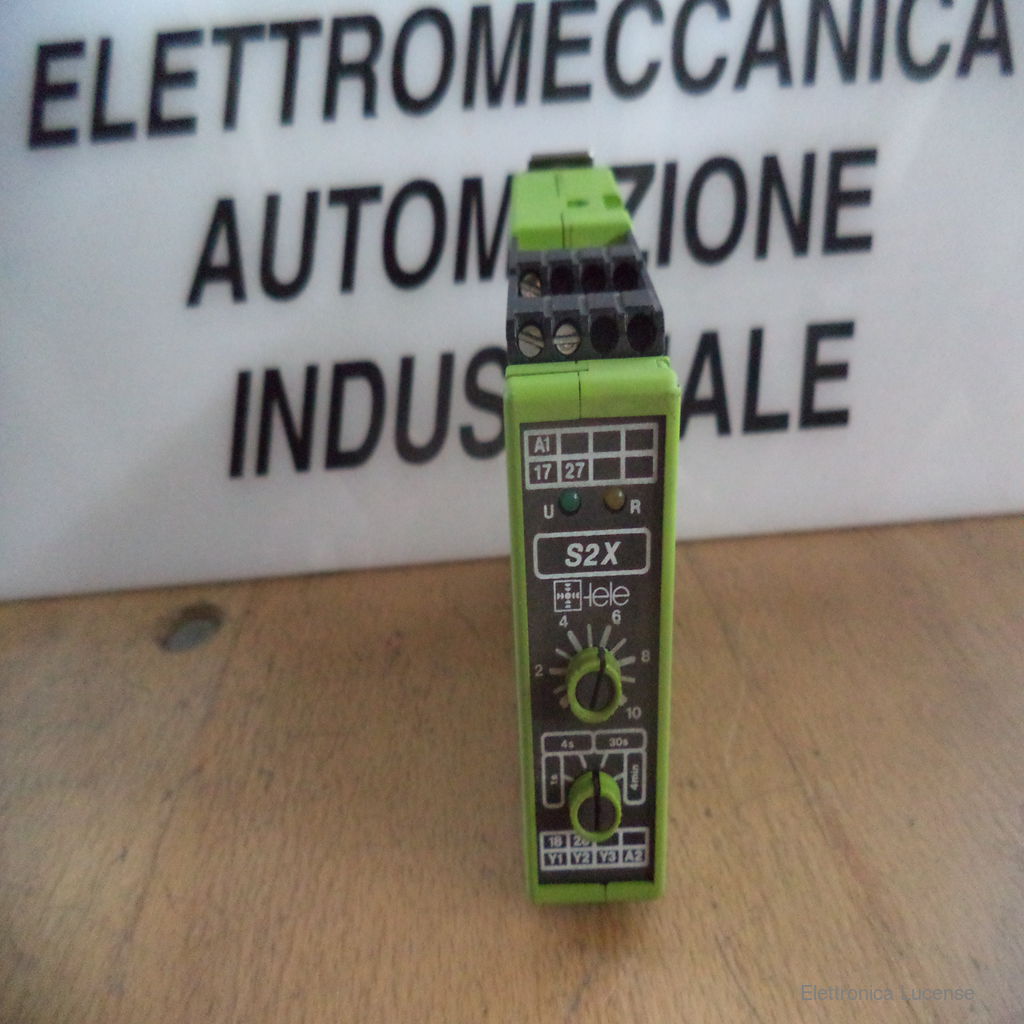 ELETTROMECCANICA
AUTOM ZIONE
INDUS ALE
A1
17 27
U R
S2X
tele
4 6
2 8
10
4s 30s
1s 4min
18
Y1 Y2 Y3 A2
Elettronica Lucense